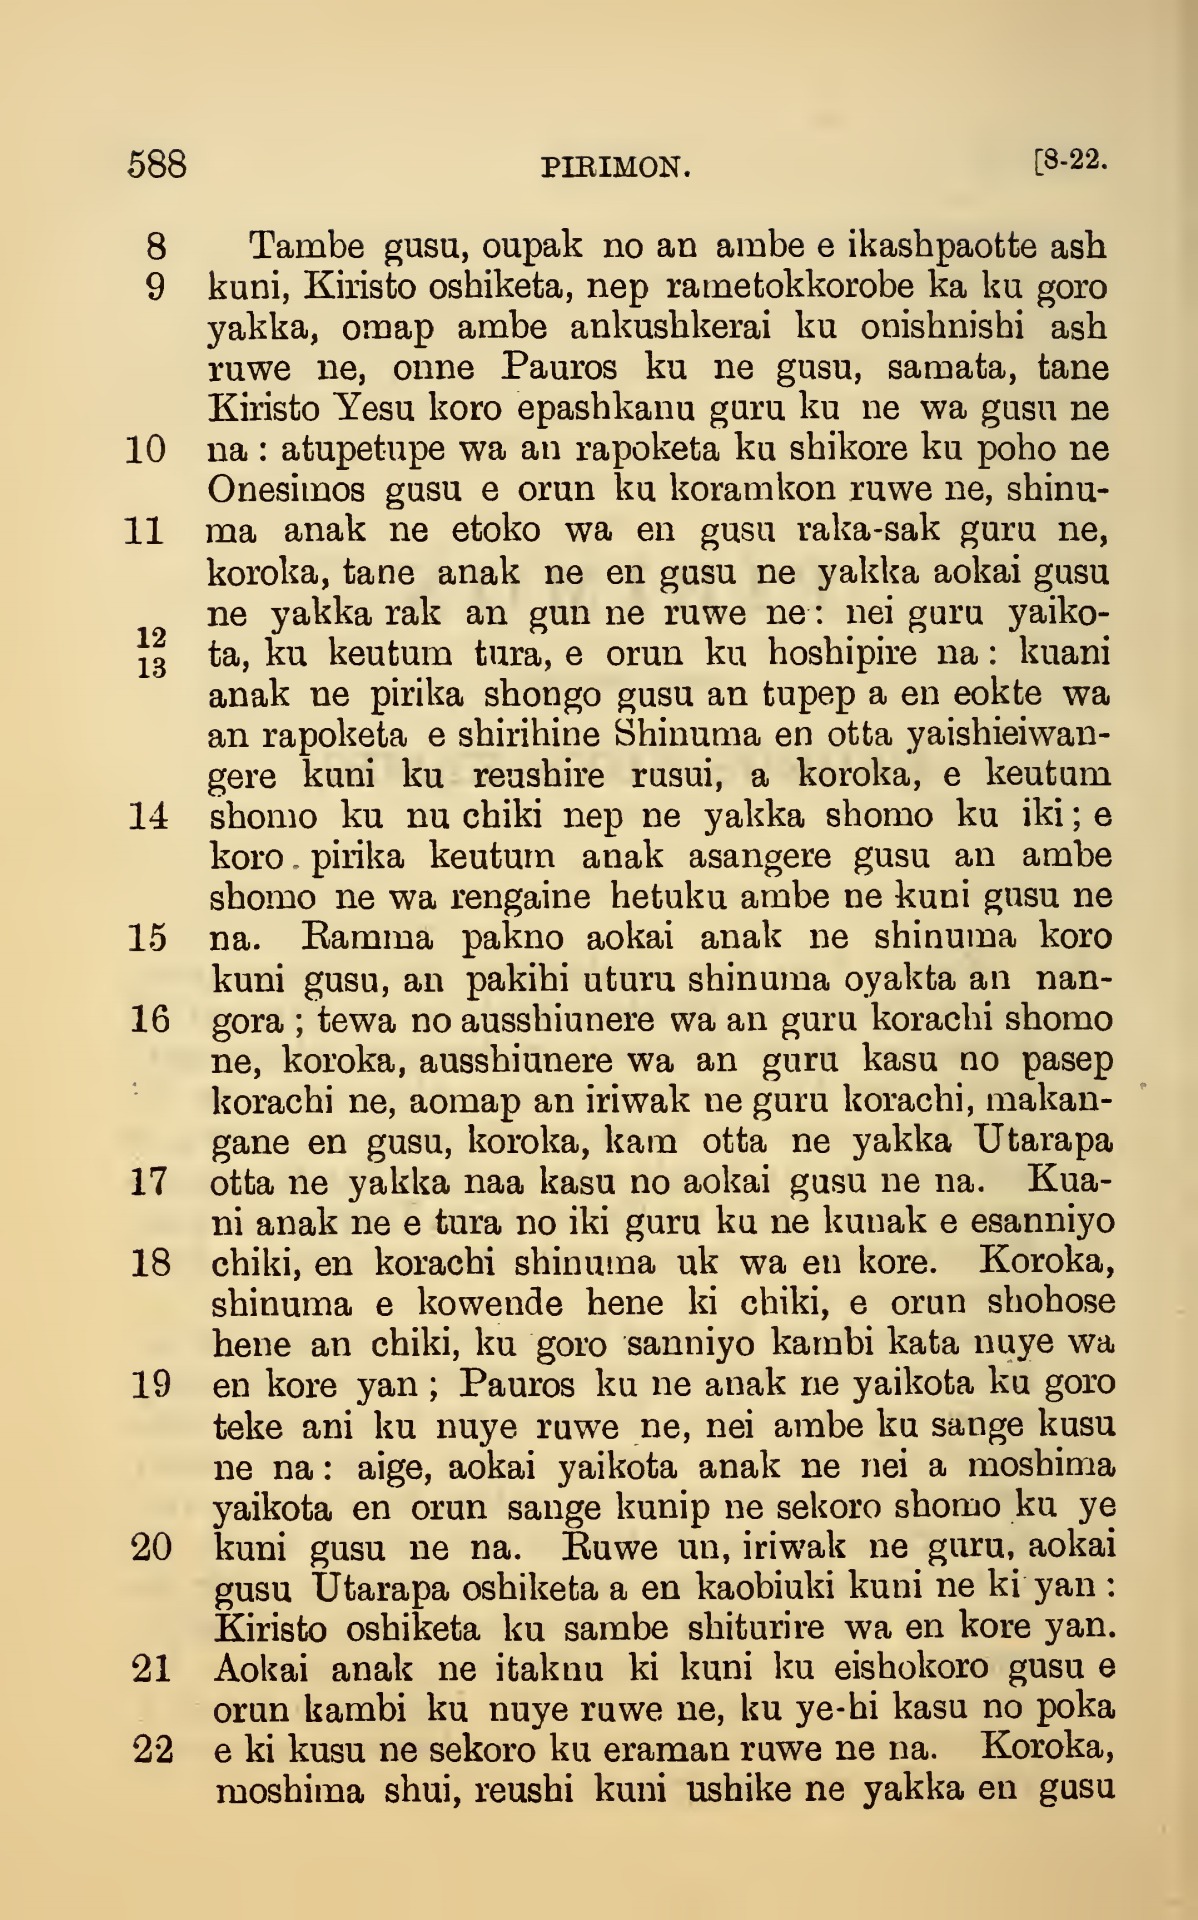 588 PIRIMON. [8-22.
8 Tambe gusu, oupak no an ambe e ikashpaotte ash
9 kuni, Kiristo oshiketa, nep rametokkorobe ka ku goro
yakka, omap ambe ankushkerai ku onishnishi ash
ruwe ne, onne Pauros ku ne gusu, samata, tane
Kiristo Yesu koro epashkanu guru ku ne wa gusu ne
10 na : atupetupe wa an rapoketa ku shikore ku poho ne
Onesimos gusu e orun ku koramkon ruwe ne, shinu-
11 ma anak ne etoko wa en gusu raka-sak guru ne,
koroka, tane anak ne en gusu ne yakka aokai gusu
ne yakka rak an gun ne ruwe ne : nei guru yaiko-
12
13 ta, ku keutum tura, e orun ku hoshipire na : kuani
anak ne pirika shongo gusu an tupep a en eokte wa
an rapoketa e shirihine Shinuma en otta yaishieiwan-
gere kuni ku reushire rusui, a koroka, e keutum
14 shomo ku nu chiki nep ne yakka shomo ku iki ; e
koro pirika keutum anak asangere gusu an ambe
shomo ne wa rengaine hetuku ambe ne kuni gusu ne
15 na. Ramma pakno aokai anak ne shinuma koro
kuni gusu, an pakihi uturu shinuma oyakta an nan-
16 gora ; tewa no ausshiunere wa an guru korachi shomo
ne, koroka, ausshiunere wa an guru kasu no pasep
korachi ne, aomap an iriwak ne guru korachi, makan-
gane en gusu, koroka, kam otta ne yakka Utarapa
17 otta ne yakka naa kasu no aokai gusu ne na. Kua-
ni anak ne e tura no iki guru ku ne kunak e esanniyo
18 chiki, en korachi shinuma uk wa en kore. Koroka,
shinuma e kowende hene ki chiki, e orun shohose
hene an chiki, ku goro sanniyo kambi kata nuye wa
19 en kore yan ; Pauros ku ne anak ne yaikota ku goro
teke ani ku nuye ruwe ne, nei ambe ku sange kusu
ne na : aige, aokai yaikota anak ne nei a moshima
yaikota en orun sange kunip ne sekoro shomo ku ye
20 kuni gusu ne na. Ruwe un, iriwak ne guru, aokai
gusu Utarapa oshiketa a en kaobiuki kuni ne ki yan :
Kiristo oshiketa ku sambe shiturire wa en kore yan.
21 Aokai anak ne itaknu ki kuni ku eishokoro gusu e
orun kambi ku nuye ruwe ne, ku ye-hi kasu no poka
22 e ki kusu ne sekoro ku eraman ruwe ne na. Koroka,
moshima shui, reushi kuni ushike ne yakka en gusu